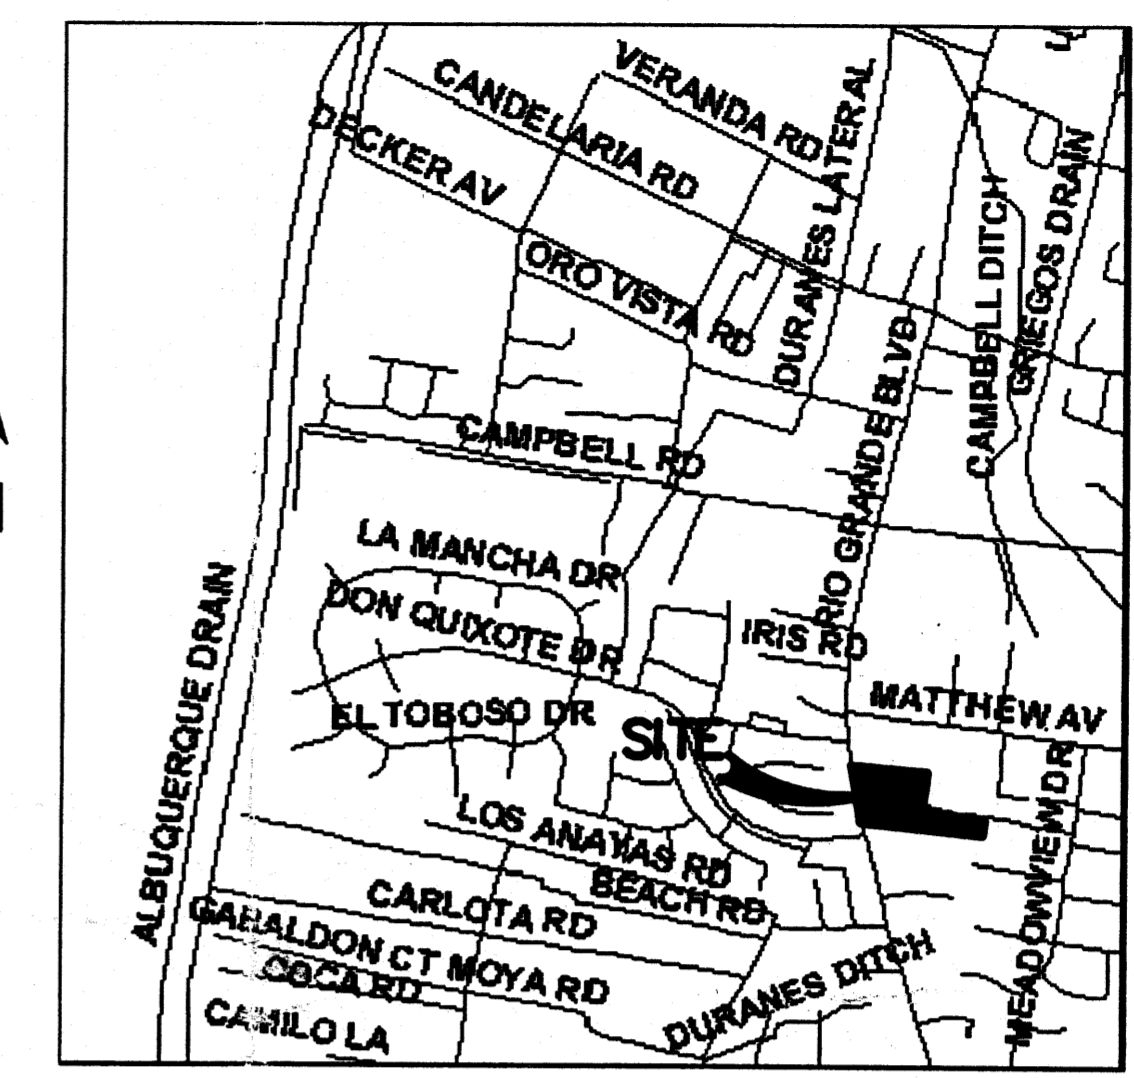 VERANDA RD
CANDELARIA RD
DECKER AV
DURANES LATERAL
ORO VISTA RD
CAMPBELL DITCH
GRIEGOS DRAIN
RIO GRANDE BLVD
CAMPBELL RD
LA MANCHA DR
DON QUIXOTE DR
IRIS RD
EL TOBOSO DR
MATTHEW AV
SITE
ALBUQUERQUE DRAIN
LOS ANAYAS RD
BEACH RD
MEADOWVIEW DR
CARLOTA RD
GABALDON CT MOYA RD
COCA RD
DURANES DITCH
CAMILO LA